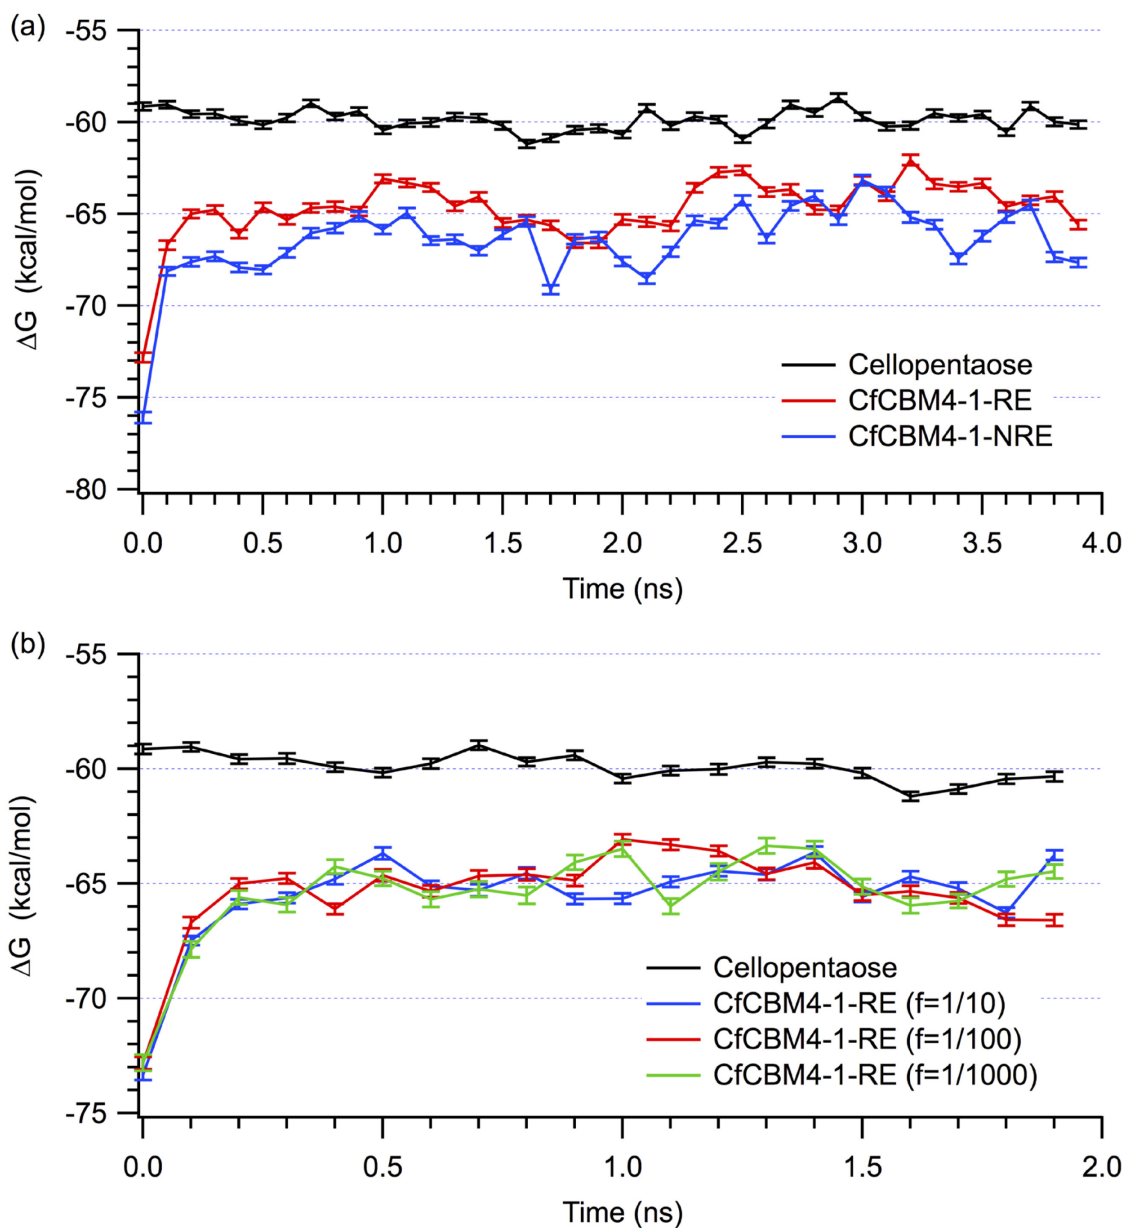 (a)
-55
-60
-65
-70
-75
-80
ΔG (kcal/mol)
Cellopentaose
CfCBM4-1-RE
CfCBM4-1-NRE
0.0 0.5 1.0 1.5 2.0 2.5 3.0 3.5 4.0
Time (ns)
(b)
-55
-60
-65
-70
-75
ΔG (kcal/mol)
Cellopentaose
CfCBM4-1-RE (f=1/10)
CfCBM4-1-RE (f=1/100)
CfCBM4-1-RE (f=1/1000)
0.0 0.5 1.0 1.5 2.0
Time (ns)